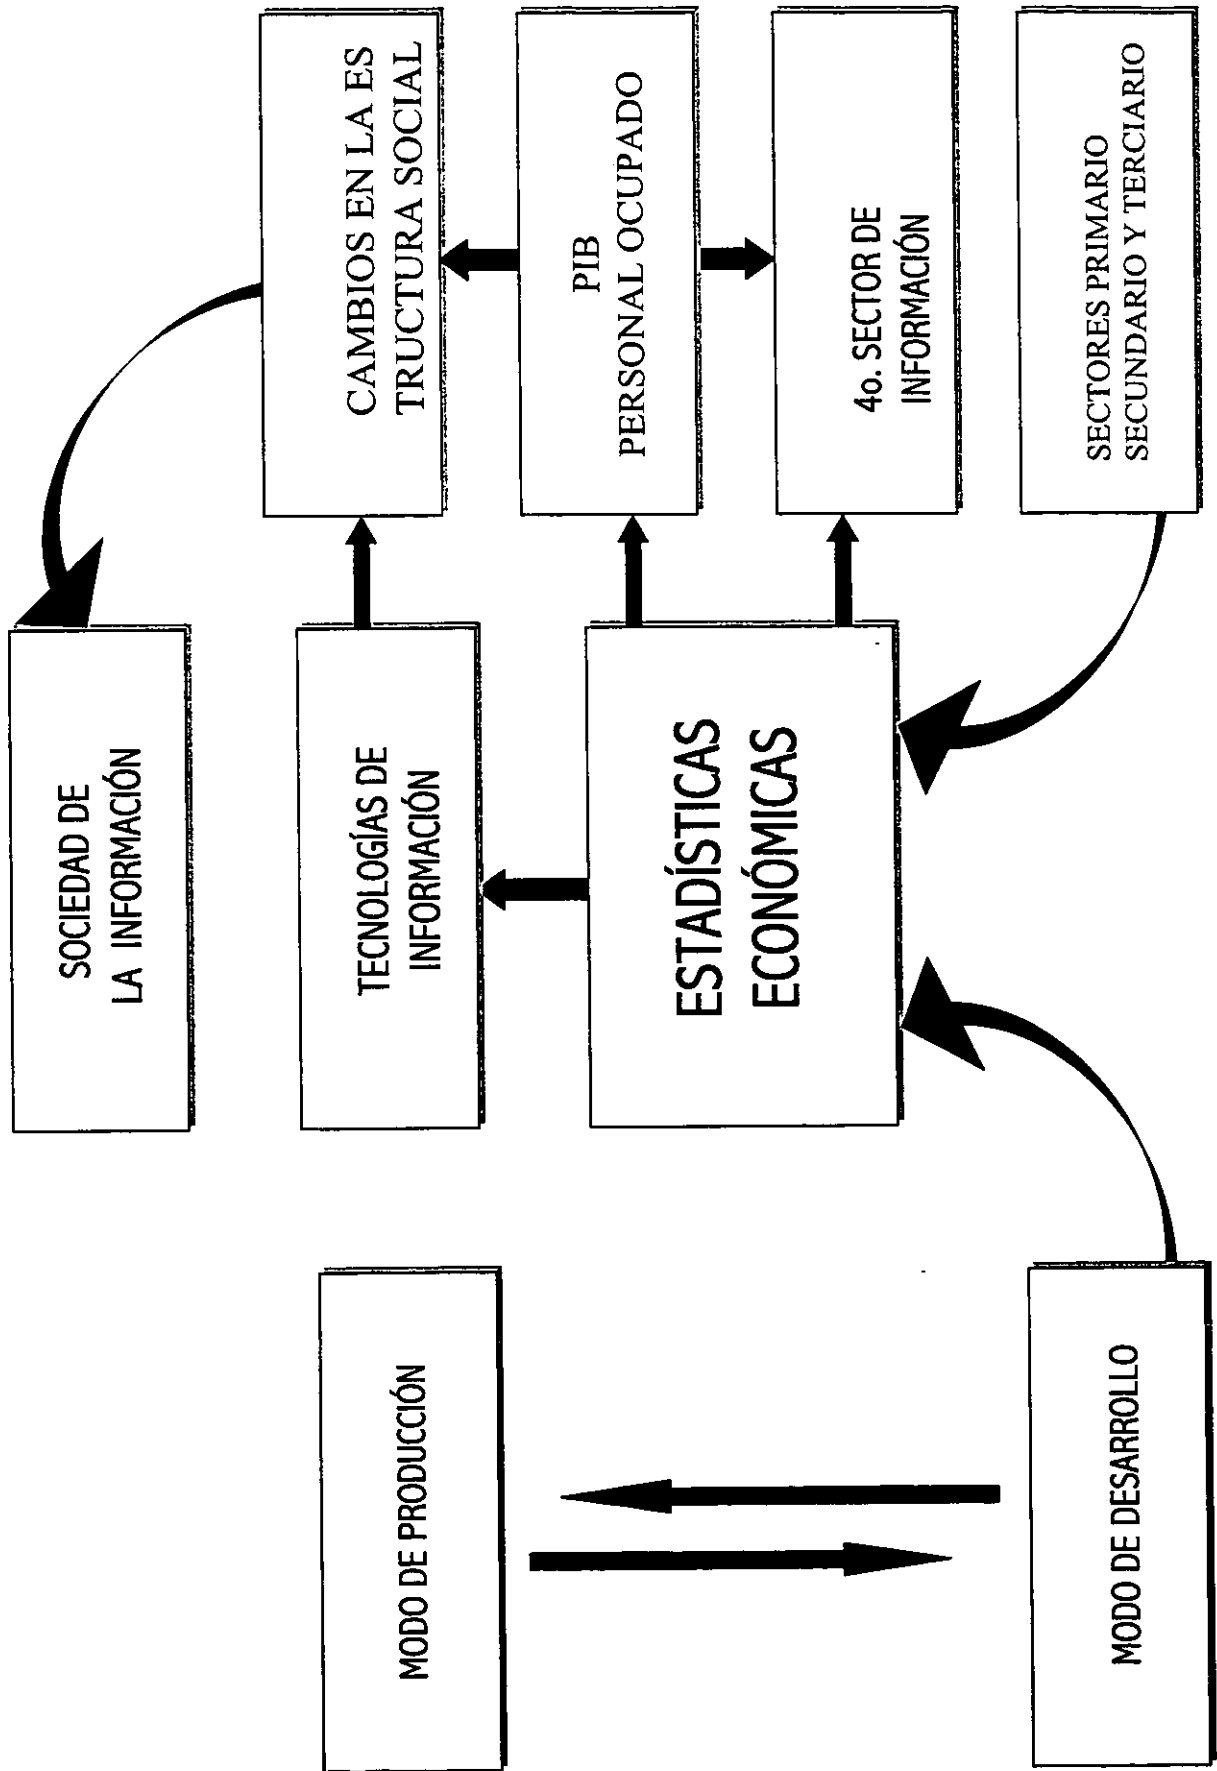 SOCIEDAD DE
LA INFORMACIÓN
MODO DE PRODUCCIÓN
TECNOLOGÍAS DE
INFORMACIÓN
CAMBIOS EN LA ES
TRUCTURA SOCIAL
PIB
PERSONAL OCUPADO
ESTADÍSTICAS
ECONÓMICAS
4o. SECTOR DE
INFORMACIÓN
MODO DE DESARROLLO
SECTORES PRIMARIO
SECUNDARIO Y TERCIARIO